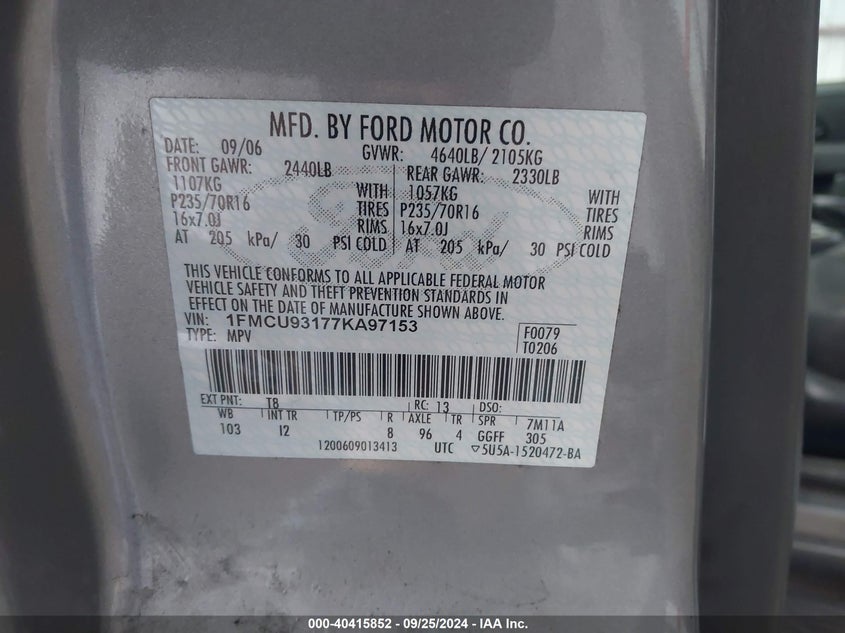 MFD. BY FORD MOTOR CO.
DATE: 09/06 GVWR: 4640LB/ 2105KG
FRONT GAWR: 2440LB REAR GAWR: 2330LB
1107KG WITH 1057KG WITH
P235/70R16 TIRES P235/70R16 TIRES
16x7.0J RIMS 16x7.0J RIMS
AT 205 kPa/ 30 PSI COLD AT 205 kPa/ 30 PSI COLD
THIS VEHICLE CONFORMS TO ALL APPLICABLE FEDERAL MOTOR
VEHICLE SAFETY AND THEFT PREVENTION STANDARDS IN
EFFECT ON THE DATE OF MANUFACTURE SHOWN ABOVE.
VIN: 1FMCU93177KA97153 F0079
TYPE: MPV T0206
EXT PNT: T8 RC: 13 DSO:
WB INT TR TP/PS R AXLE TR SPR 7M11A
103 I2 8 96 4 GGFF 305
1200609013413 UTC ▽5U5A-1520472-BA
000-40415852 - 09/25/2024 - IAA Inc.